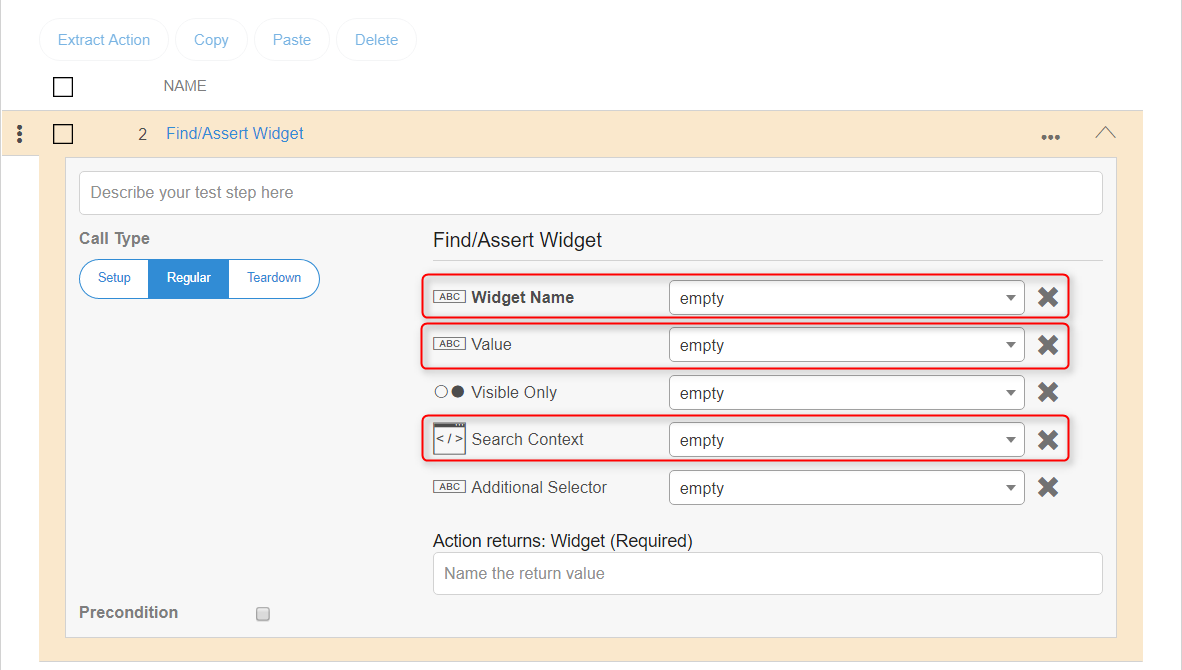 Extract Action Copy Paste Delete
NAME
2 Find/Assert Widget
Describe your test step here
Call Type
Setup Regular Teardown
Find/Assert Widget
ABC Widget Name empty
ABC Value empty
Visible Only empty
</> Search Context empty
ABC Additional Selector empty
Action returns: Widget (Required)
Name the return value
Precondition